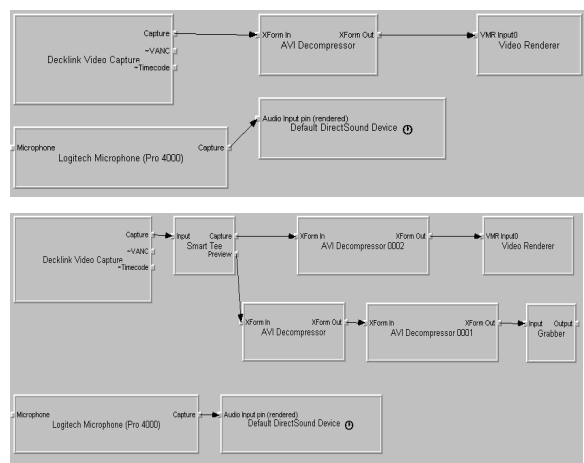 Capture
~VANC
Decklink Video Capture
~Timecode
XForm In XForm Out
AVI Decompressor
VMR Input0
Video Renderer
Audio Input pin (rendered)
Default DirectSound Device
Microphone Capture
Logitech Microphone (Pro 4000)
Capture
~VANC
Decklink Video Capture
~Timecode
Input Capture
Smart Tee
Preview
XForm In XForm Out
AVI Decompressor 0002
VMR Input0
Video Renderer
XForm In XForm Out
AVI Decompressor
XForm In XForm Out
AVI Decompressor 0001
Input Output
Grabber
Microphone Capture
Logitech Microphone (Pro 4000)
Audio Input pin (rendered)
Default DirectSound Device